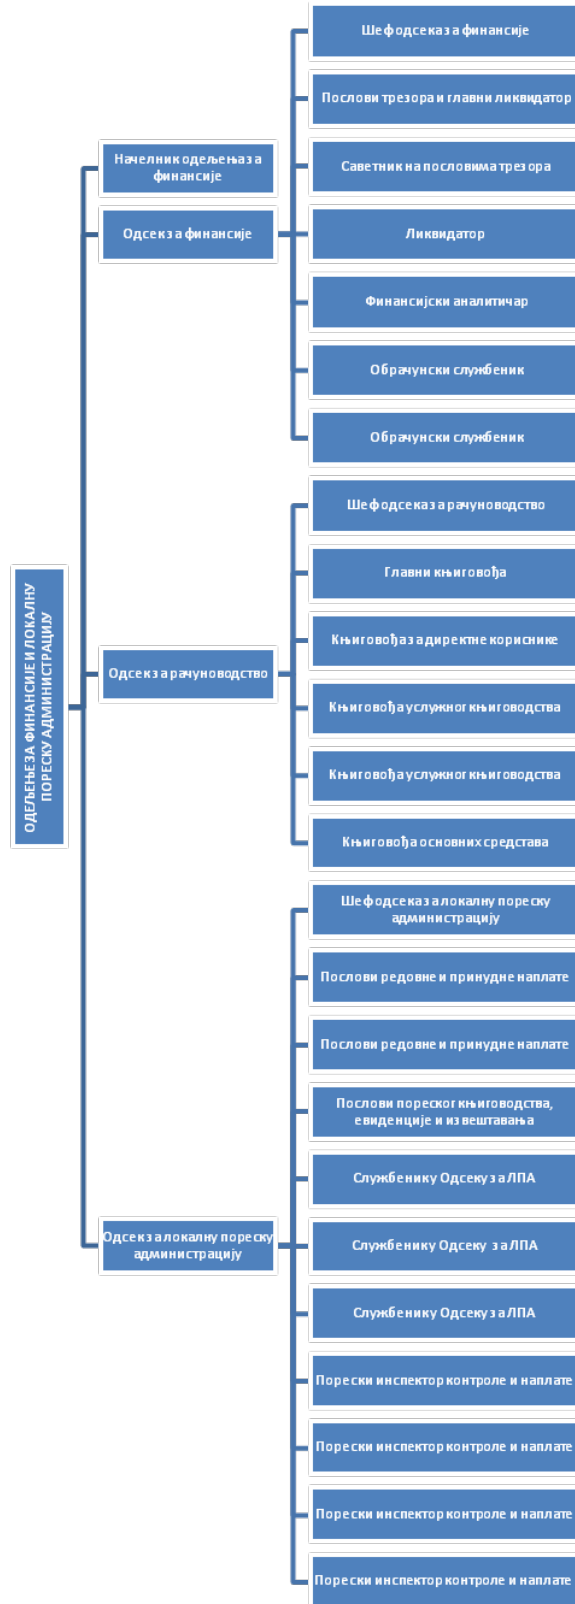 ОДЕЉЕЊЕ ЗА ФИНАНСИЈЕ И ЛОКАЛНУ
ПОРЕСКУ АДМИНИСТРАЦИЈУ
Начелник одељења за
финансије
Одсек за финансије
Шеф одсека за финансије
Послови трезора и главни ликвидатор
Саветник на пословима трезора
Ликвидатор
Финансијски аналитичар
Обрачунски службеник
Обрачунски службеник
Одсек за рачуноводство
Шеф одсека за рачуноводство
Главни књиговођа
Књиговођа за директне кориснике
Књиговођа услужног књиговодства
Књиговођа услужног књиговодства
Књиговођа основних средстава
Одсек за локалну пореску
администрацију
Шеф одсека за локалну пореску
администрацију
Послови редовне и принудне наплате
Послови редовне и принудне наплате
Послови пореског књиговодства,
евиденције и извештавања
Службеник у Одсеку за ЛПА
Службеник у Одсеку за ЛПА
Службеник у Одсеку за ЛПА
Порески инспектор контроле и наплате
Порески инспектор контроле и наплате
Порески инспектор контроле и наплате
Порески инспектор контроле и наплате